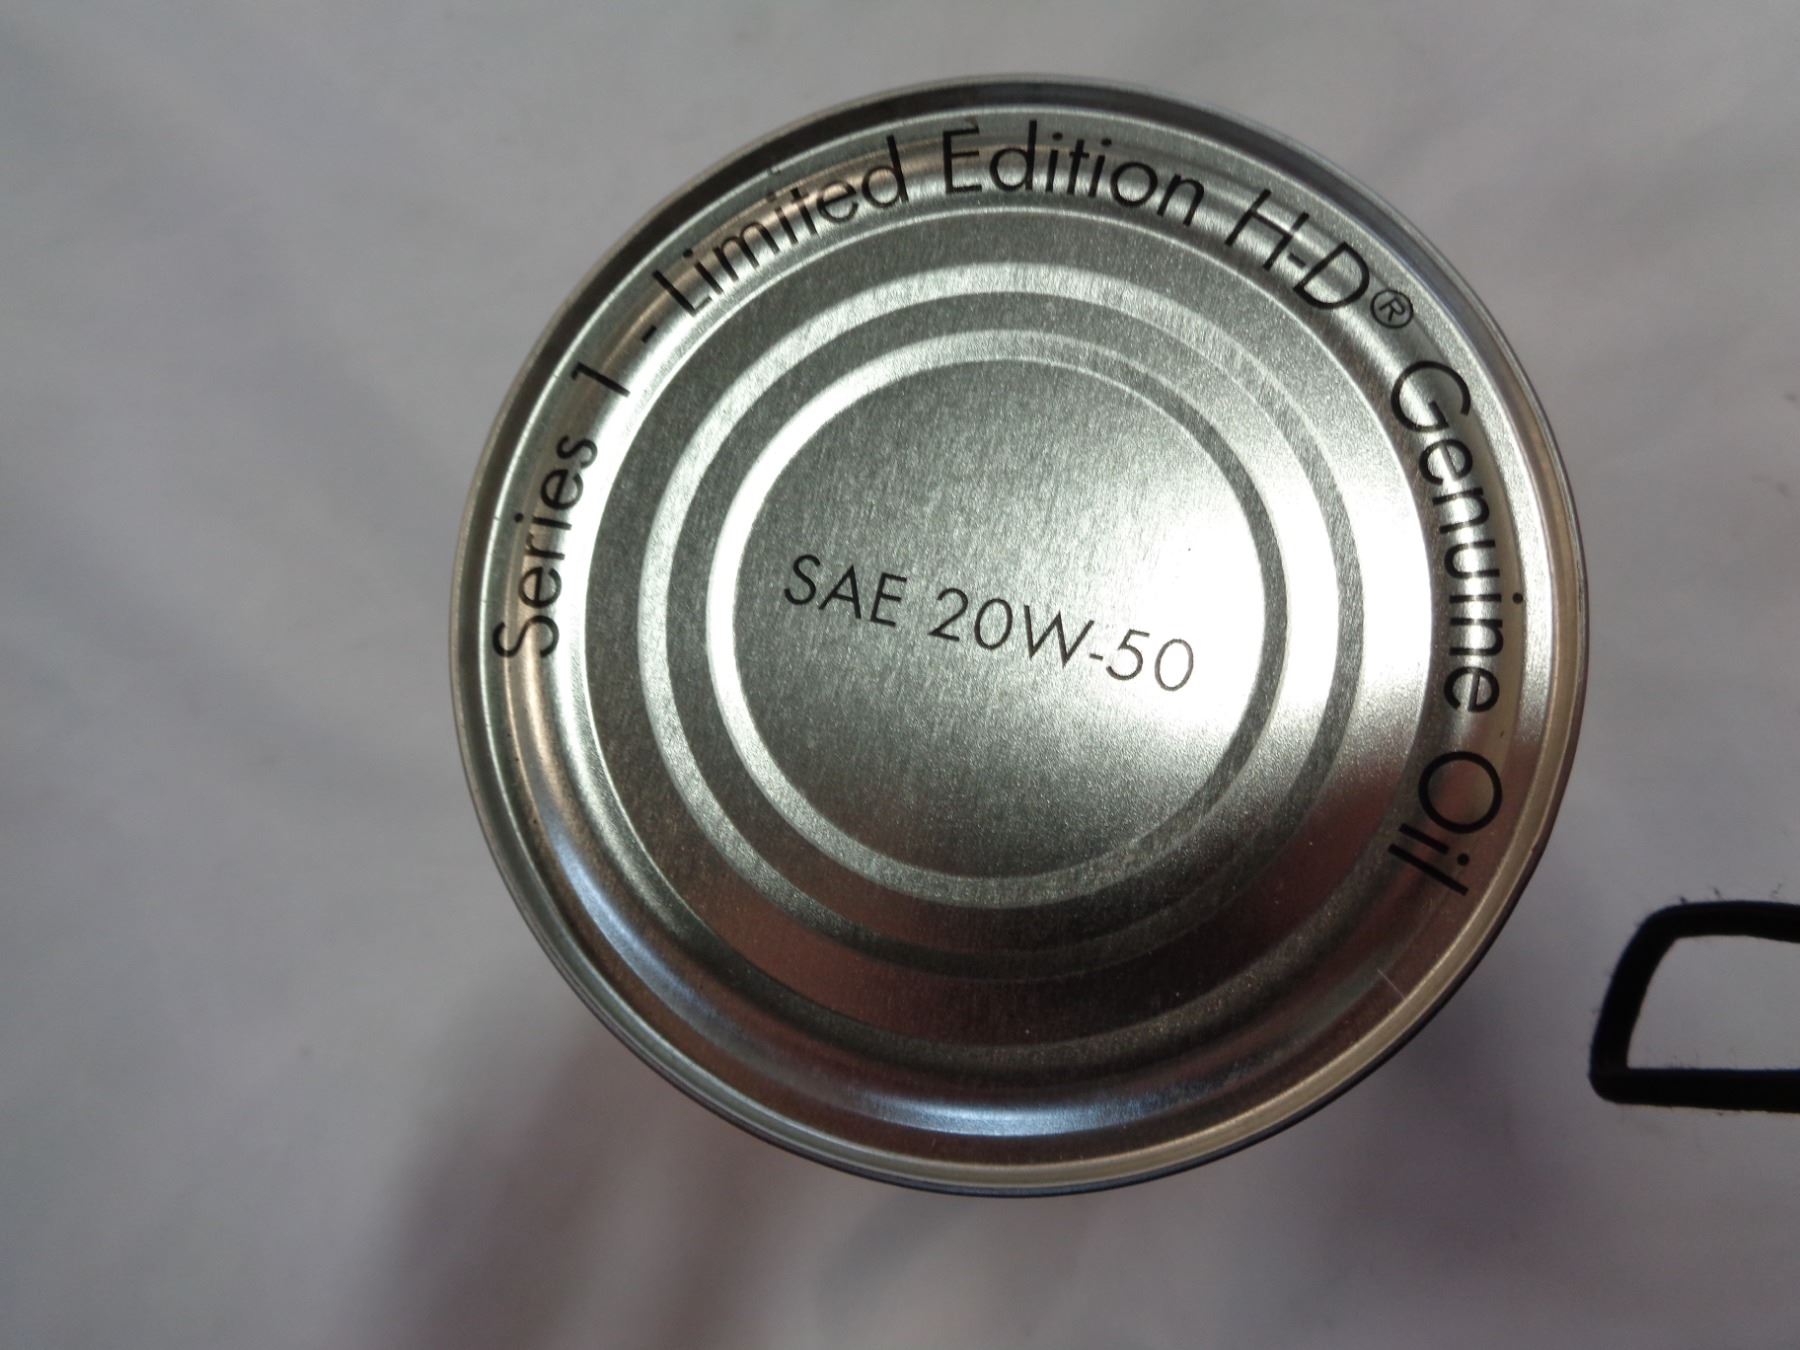 Series 1 - Limited Edition H-D® Genuine Oil
SAE 20W-50